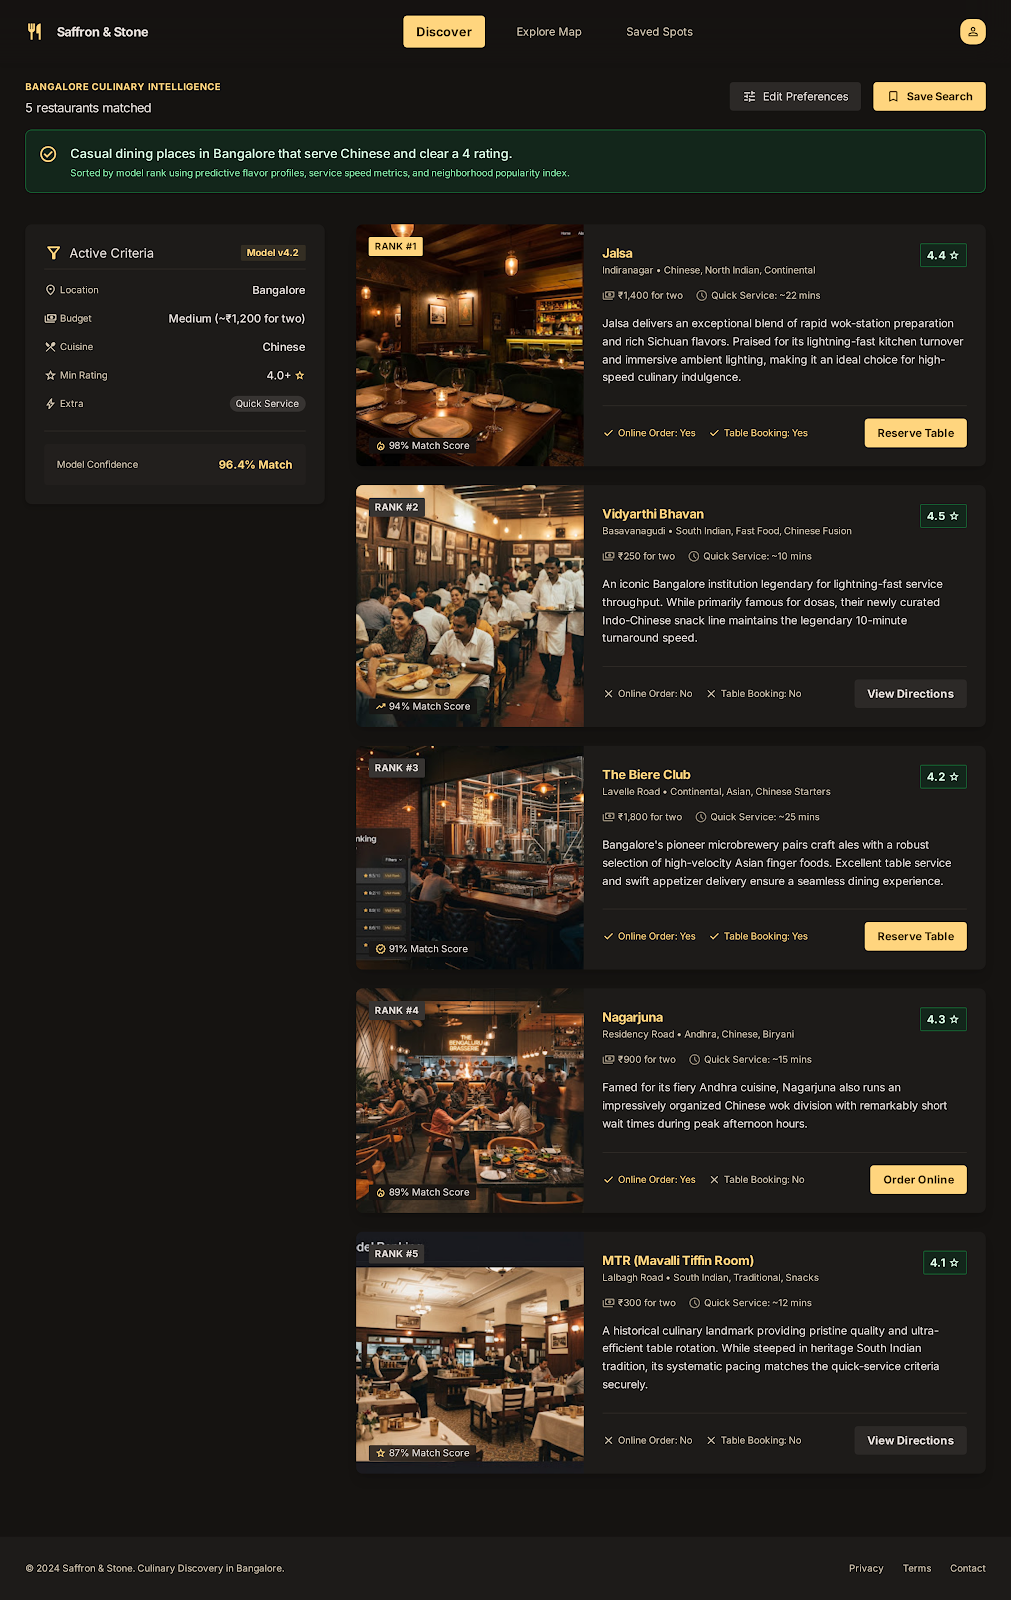 Saffron & Stone
Discover
Explore Map
Saved Spots
BANGALORE CULINARY INTELLIGENCE
5 restaurants matched
Edit Preferences
Save Search
Casual dining places in Bangalore that serve Chinese and clear a 4 rating.
Sorted by model rank using predictive flavor profiles, service speed metrics, and neighborhood popularity index.
Active Criteria
Model v4.2
Location
Bangalore
Budget
Medium (~₹1,200 for two)
Cuisine
Chinese
Min Rating
4.0+ ☆
Extra
Quick Service
Model Confidence
96.4% Match
RANK #1
98% Match Score
Jalsa
4.4 ☆
Indiranagar • Chinese, North Indian, Continental
₹1,400 for two
Quick Service: ~22 mins
Jalsa delivers an exceptional blend of rapid wok-station preparation
and rich Sichuan flavors. Praised for its lightning-fast kitchen turnover
and immersive ambient lighting, making it an ideal choice for high-
speed culinary indulgence.
Online Order: Yes
Table Booking: Yes
Reserve Table
RANK #2
94% Match Score
Vidyarthi Bhavan
4.5 ☆
Basavanagudi • South Indian, Fast Food, Chinese Fusion
₹250 for two
Quick Service: ~10 mins
An iconic Bangalore institution legendary for lightning-fast service
throughput. While primarily famous for dosas, their newly curated
Indo-Chinese snack line maintains the legendary 10-minute
turnaround speed.
Online Order: No
Table Booking: No
View Directions
RANK #3
nking
Filters
91% Match Score
The Biere Club
4.2 ☆
Lavelle Road • Continental, Asian, Chinese Starters
₹1,800 for two
Quick Service: ~25 mins
Bangalore's pioneer microbrewery pairs craft ales with a robust
selection of high-velocity Asian finger foods. Excellent table service
and swift appetizer delivery ensure a seamless dining experience.
Online Order: Yes
Table Booking: Yes
Reserve Table
RANK #4
THE
BENGALURU
BRASSERIE
89% Match Score
Nagarjuna
4.3 ☆
Residency Road • Andhra, Chinese, Biryani
₹900 for two
Quick Service: ~15 mins
Famed for its fiery Andhra cuisine, Nagarjuna also runs an
impressively organized Chinese wok division with remarkably short
wait times during peak afternoon hours.
Online Order: Yes
Table Booking: No
Order Online
RANK #5
87% Match Score
MTR (Mavalli Tiffin Room)
4.1 ☆
Lalbagh Road • South Indian, Traditional, Snacks
₹300 for two
Quick Service: ~12 mins
A historical culinary landmark providing pristine quality and ultra-
efficient table rotation. While steeped in heritage South Indian
tradition, its systematic pacing matches the quick-service criteria
securely.
Online Order: No
Table Booking: No
View Directions
© 2024 Saffron & Stone. Culinary Discovery in Bangalore.
Privacy
Terms
Contact